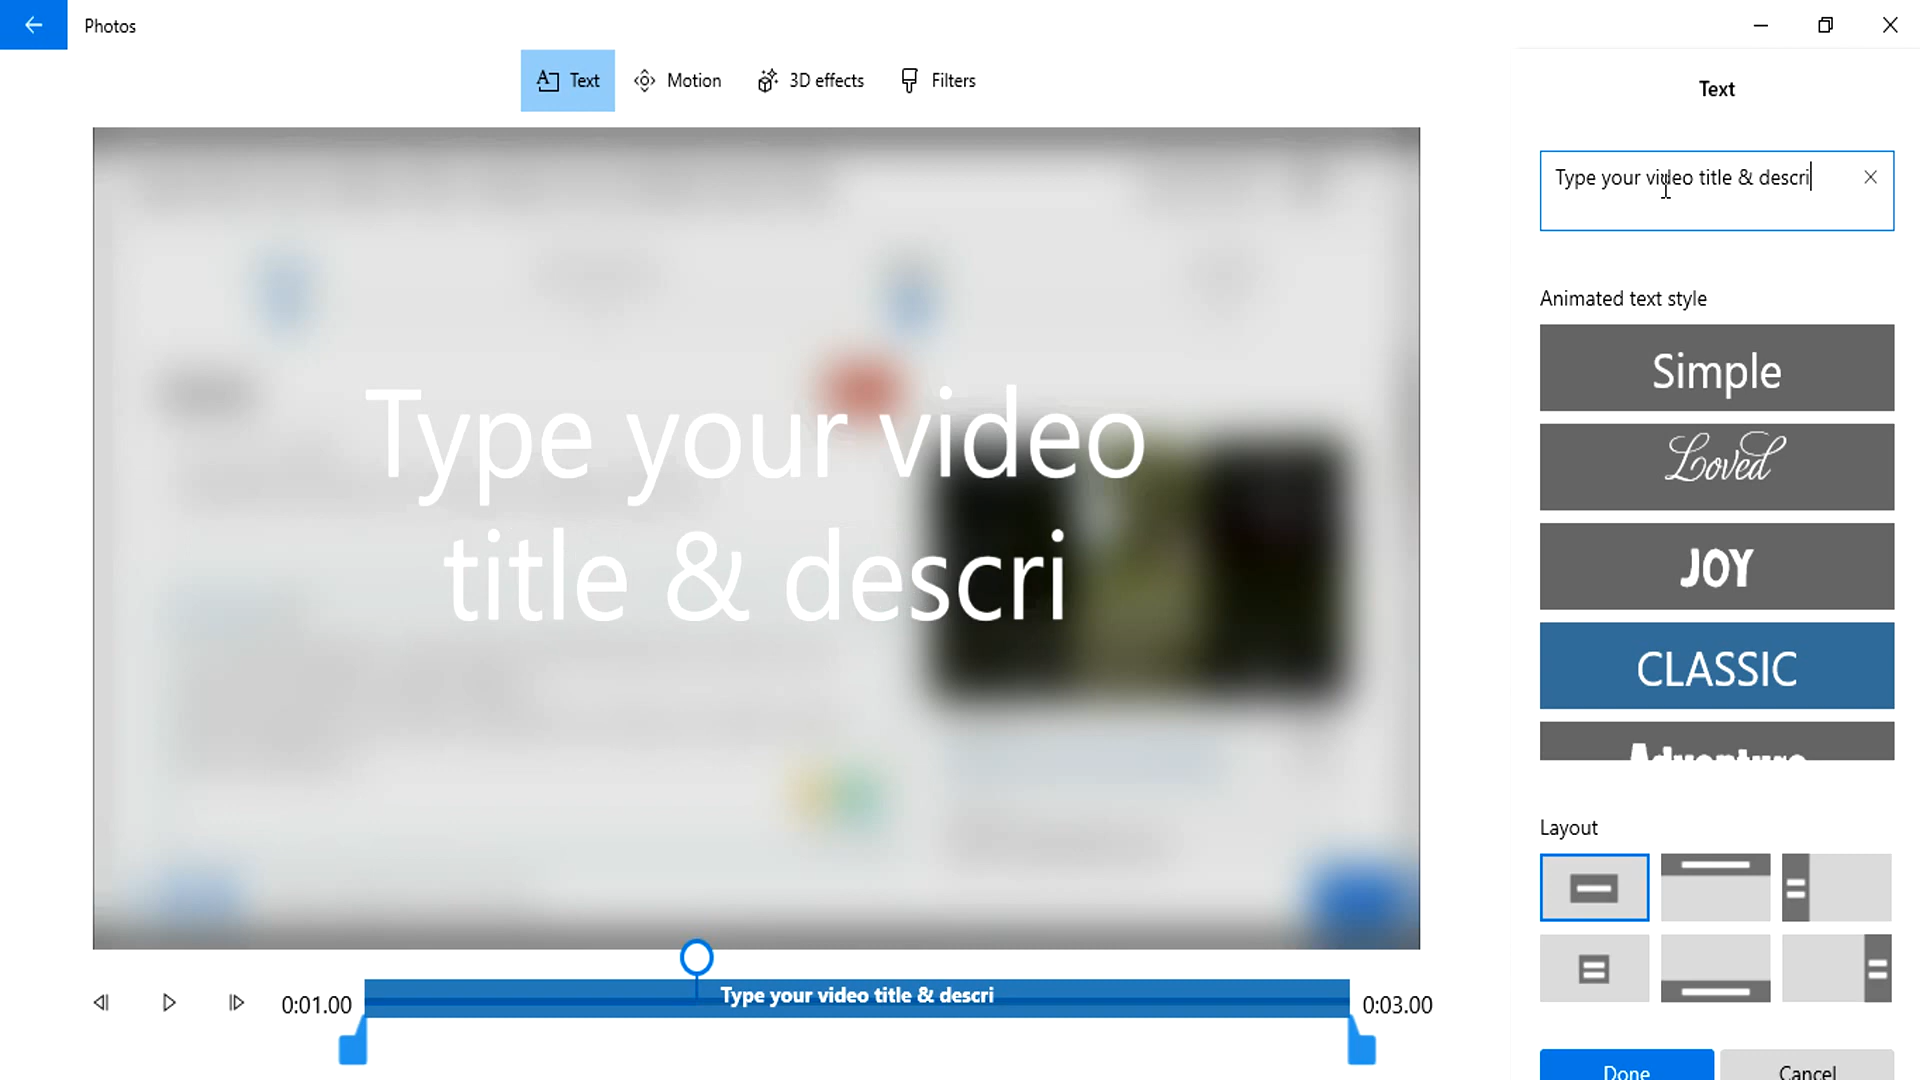 Photos
Text
Motion
3D effects
Filters
Text
Type your video title & descri
Animated text style
Simple
Loved
JOY
CLASSIC
Adventure
Type your video
title & descri
Layout
0:01.00
Type your video title & descri
0:03.00
Done
Cancel